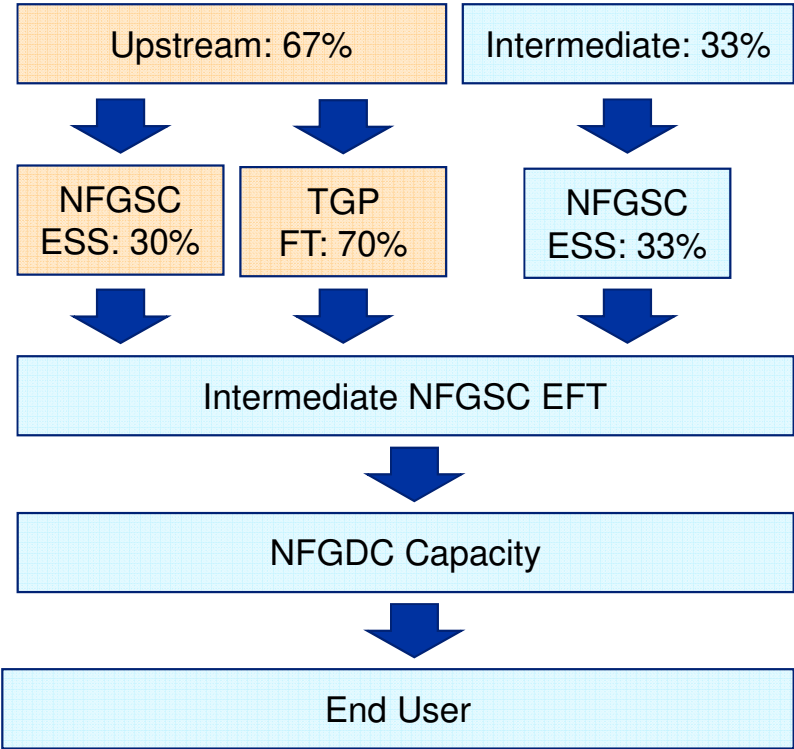 Upstream: 67%
Intermediate: 33%
NFGSC
ESS: 30%
TGP
FT: 70%
NFGSC
ESS: 33%
Intermediate NFGSC EFT
NFGDC Capacity
End User